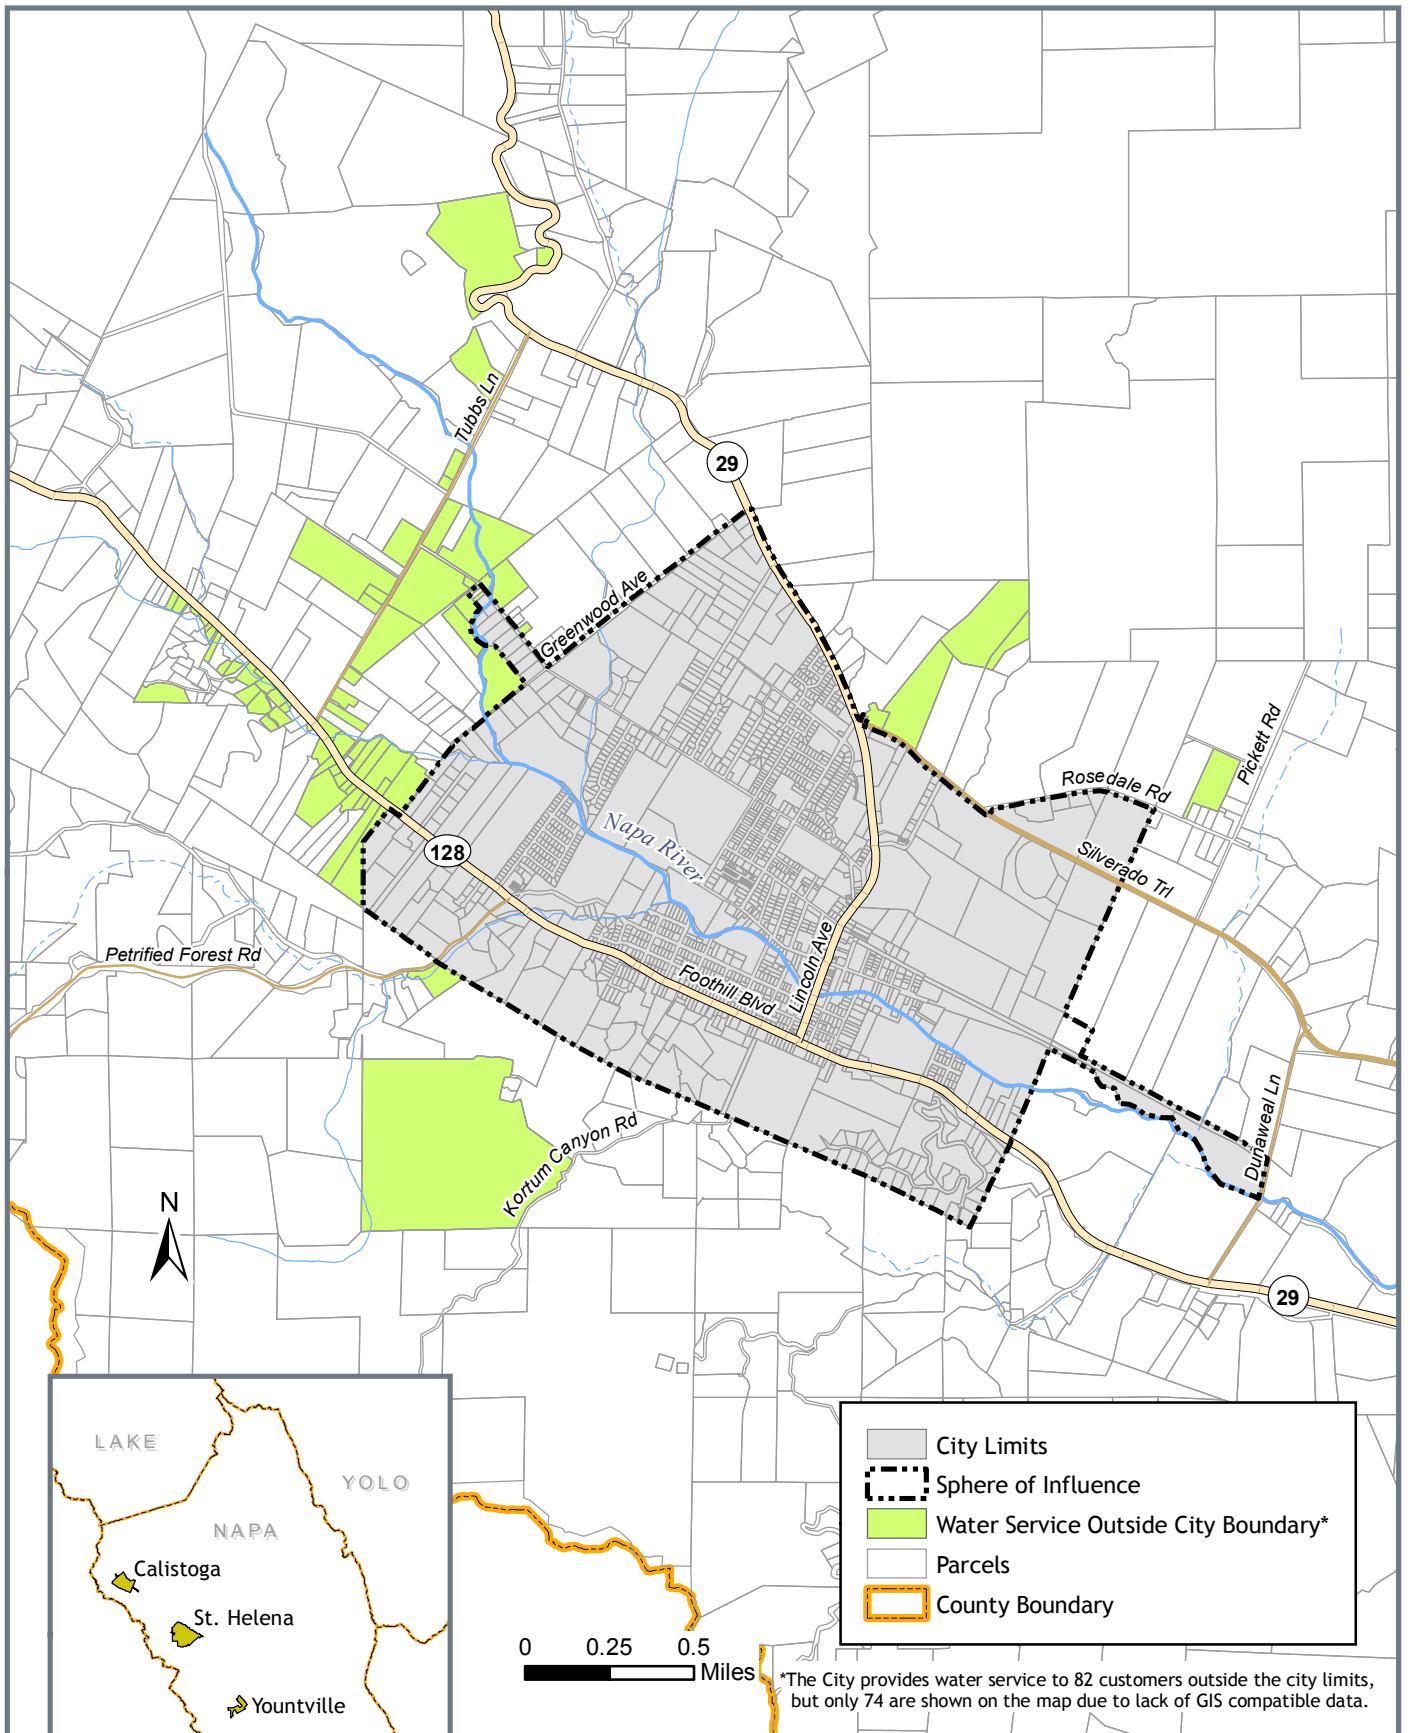 Tubbs Ln
29
Greenwood Ave
Pickett Rd
Rosedale Rd
Napa River
128
Silverado Trl
Petrified Forest Rd
Lincoln Ave
Foothill Blvd
Dunaweal Ln
Kortum Canyon Rd
N
29
LAKE
YOLO
NAPA
Calistoga
St. Helena
Yountville
City Limits
Sphere of Influence
Water Service Outside City Boundary*
Parcels
County Boundary
0 0.25 0.5
Miles
*The City provides water service to 82 customers outside the city limits,
but only 74 are shown on the map due to lack of GIS compatible data.